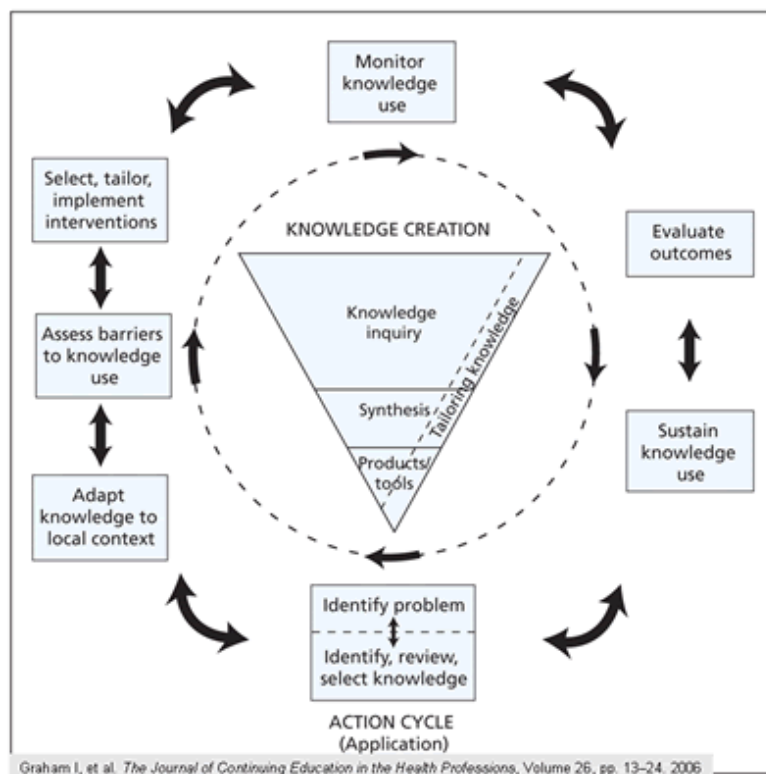 Monitor
knowledge
use
Select, tailor,
implement
interventions
KNOWLEDGE CREATION
Evaluate
outcomes
Knowledge
inquiry
Tailoring knowledge
Assess barriers
to knowledge
use
Synthesis
Products/
tools
Sustain
knowledge
use
Adapt
knowledge to
local context
Identify problem
Identify, review,
select knowledge
ACTION CYCLE
(Application)
Graham I, et al. The Journal of Continuing Education in the Health Professions, Volume 26, pp. 13–24, 2006